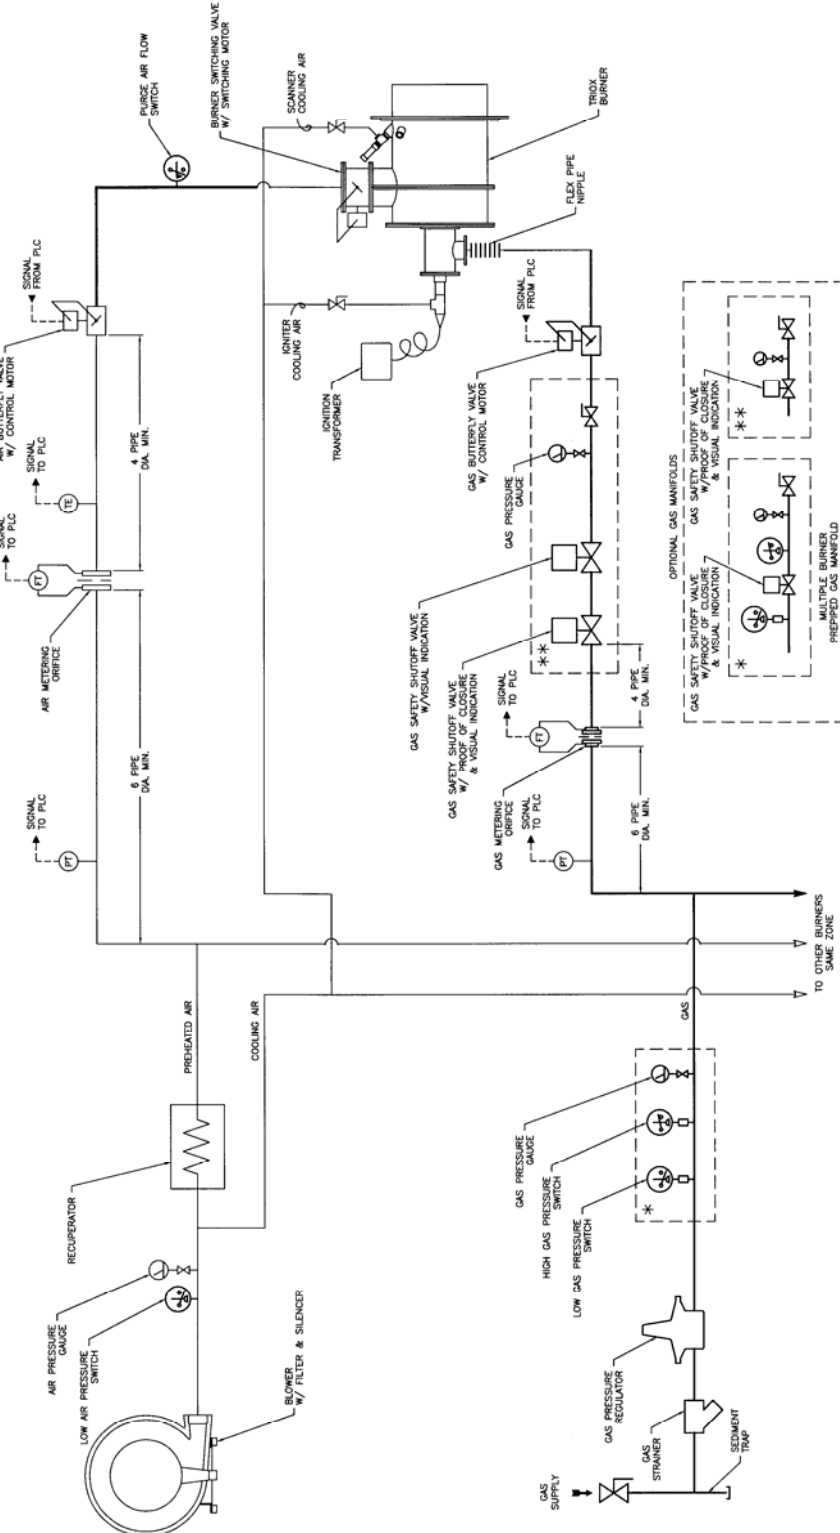 SIGNAL
TO PLC
AIR BUTTERFLY VALVE
W/ CONTROL MOTOR
SIGNAL
TO PLC
SIGNAL
TO PLC
SIGNAL
FROM PLC
PT
FT
TE
AIR METERING
ORIFICE
6 PIPE
DIA. MIN.
4 PIPE
DIA. MIN.
PURGE AIR FLOW
SWITCH
BURNER SWITCHING VALVE
W/ SWITCHING MOTOR
SCANNER
COOLING AIR
AIR PRESSURE
GAUGE
LOW AIR PRESSURE
SWITCH
RECUPERATOR
PREHEATED AIR
COOLING AIR
BLOWER
W/ FILTER & SILENCER
IGNITER
COOLING AIR
IGNITION
TRANSFORMER
TRIOX
BURNER
FLEX PIPE
NIPPLE
SIGNAL
FROM PLC
GAS BUTTERFLY VALVE
W/ CONTROL MOTOR
GAS PRESSURE
GAUGE
GAS SAFETY SHUTOFF VALVE
W/VISUAL INDICATION
GAS SAFETY SHUTOFF VALVE
W/ PROOF OF CLOSURE
& VISUAL INDICATION
**
SIGNAL
TO PLC
FT
GAS METERING
ORIFICE
SIGNAL
TO PLC
PT
6 PIPE
DIA. MIN.
4 PIPE
DIA. MIN.
GAS PRESSURE
GAUGE
HIGH GAS PRESSURE
SWITCH
LOW GAS PRESSURE
SWITCH
*
GAS
GAS PRESSURE
REGULATOR
GAS
STRAINER
SEDIMENT
TRAP
GAS
SUPPLY
TO OTHER BURNERS
SAME ZONE
OPTIONAL GAS MANIFOLDS
GAS SAFETY SHUTOFF VALVE
W/PROOF OF CLOSURE
& VISUAL INDICATION
*
GAS SAFETY SHUTOFF VALVE
W/PROOF OF CLOSURE
& VISUAL INDICATION
**
MULTIPLE BURNER
PREPIPED GAS MANIFOLD